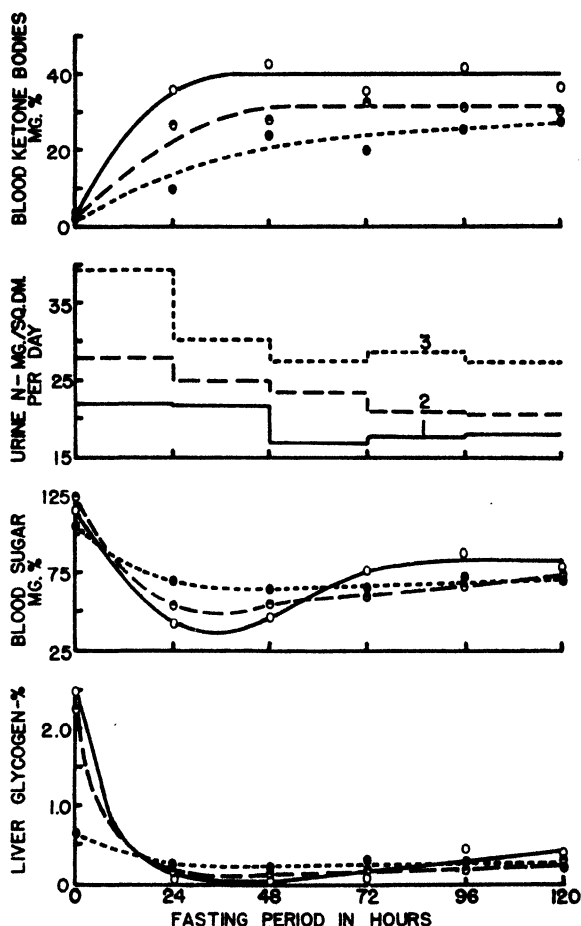 BLOOD KETONE BODIES
MG. %
40
20
0
URINE N-MG./SQ.DM.
PER DAY
35
25
15
3
2
1
BLOOD SUGAR
MG. %
125
75
25
LIVER GLYCOGEN-%
2.0
1.0
0
0 24 48 72 96 120
FASTING PERIOD IN HOURS